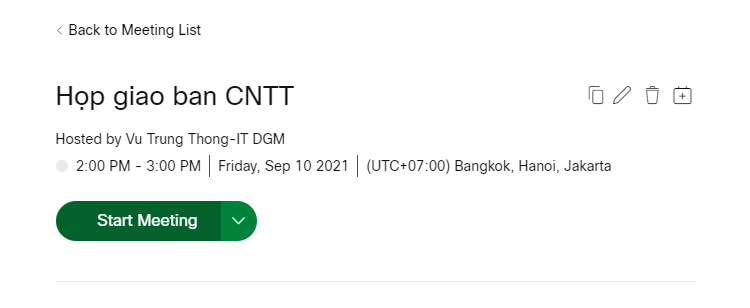 Back to Meeting List
Họp giao ban CNTT
Hosted by Vu Trung Thong-IT DGM
2:00 PM - 3:00 PM | Friday, Sep 10 2021 | (UTC+07:00) Bangkok, Hanoi, Jakarta
Start Meeting